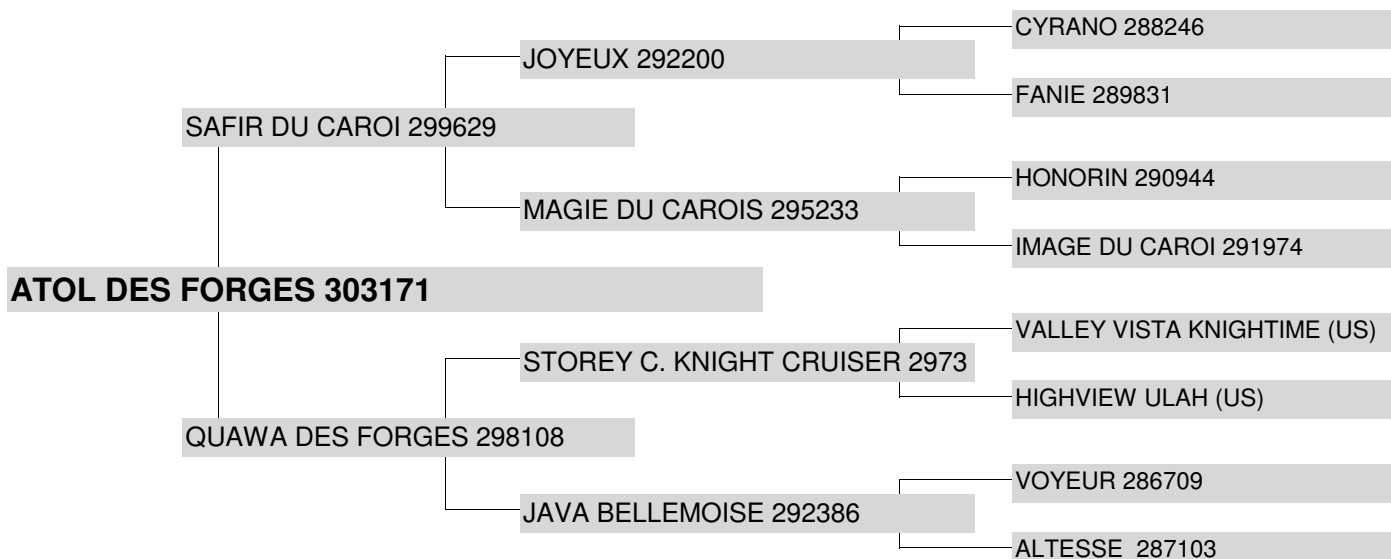 CYRANO 288246
JOYEUX 292200
FANIE 289831
SAFIR DU CAROI 299629
HONORIN 290944
MAGIE DU CAROIS 295233
IMAGE DU CAROI 291974
ATOL DES FORGES 303171
VALLEY VISTA KNIGHTIME (US)
STOREY C. KNIGHT CRUISER 2973
HIGHVIEW ULAH (US)
QUAWA DES FORGES 298108
VOYEUR 286709
JAVA BELLEMOISE 292386
ALTESSE 287103